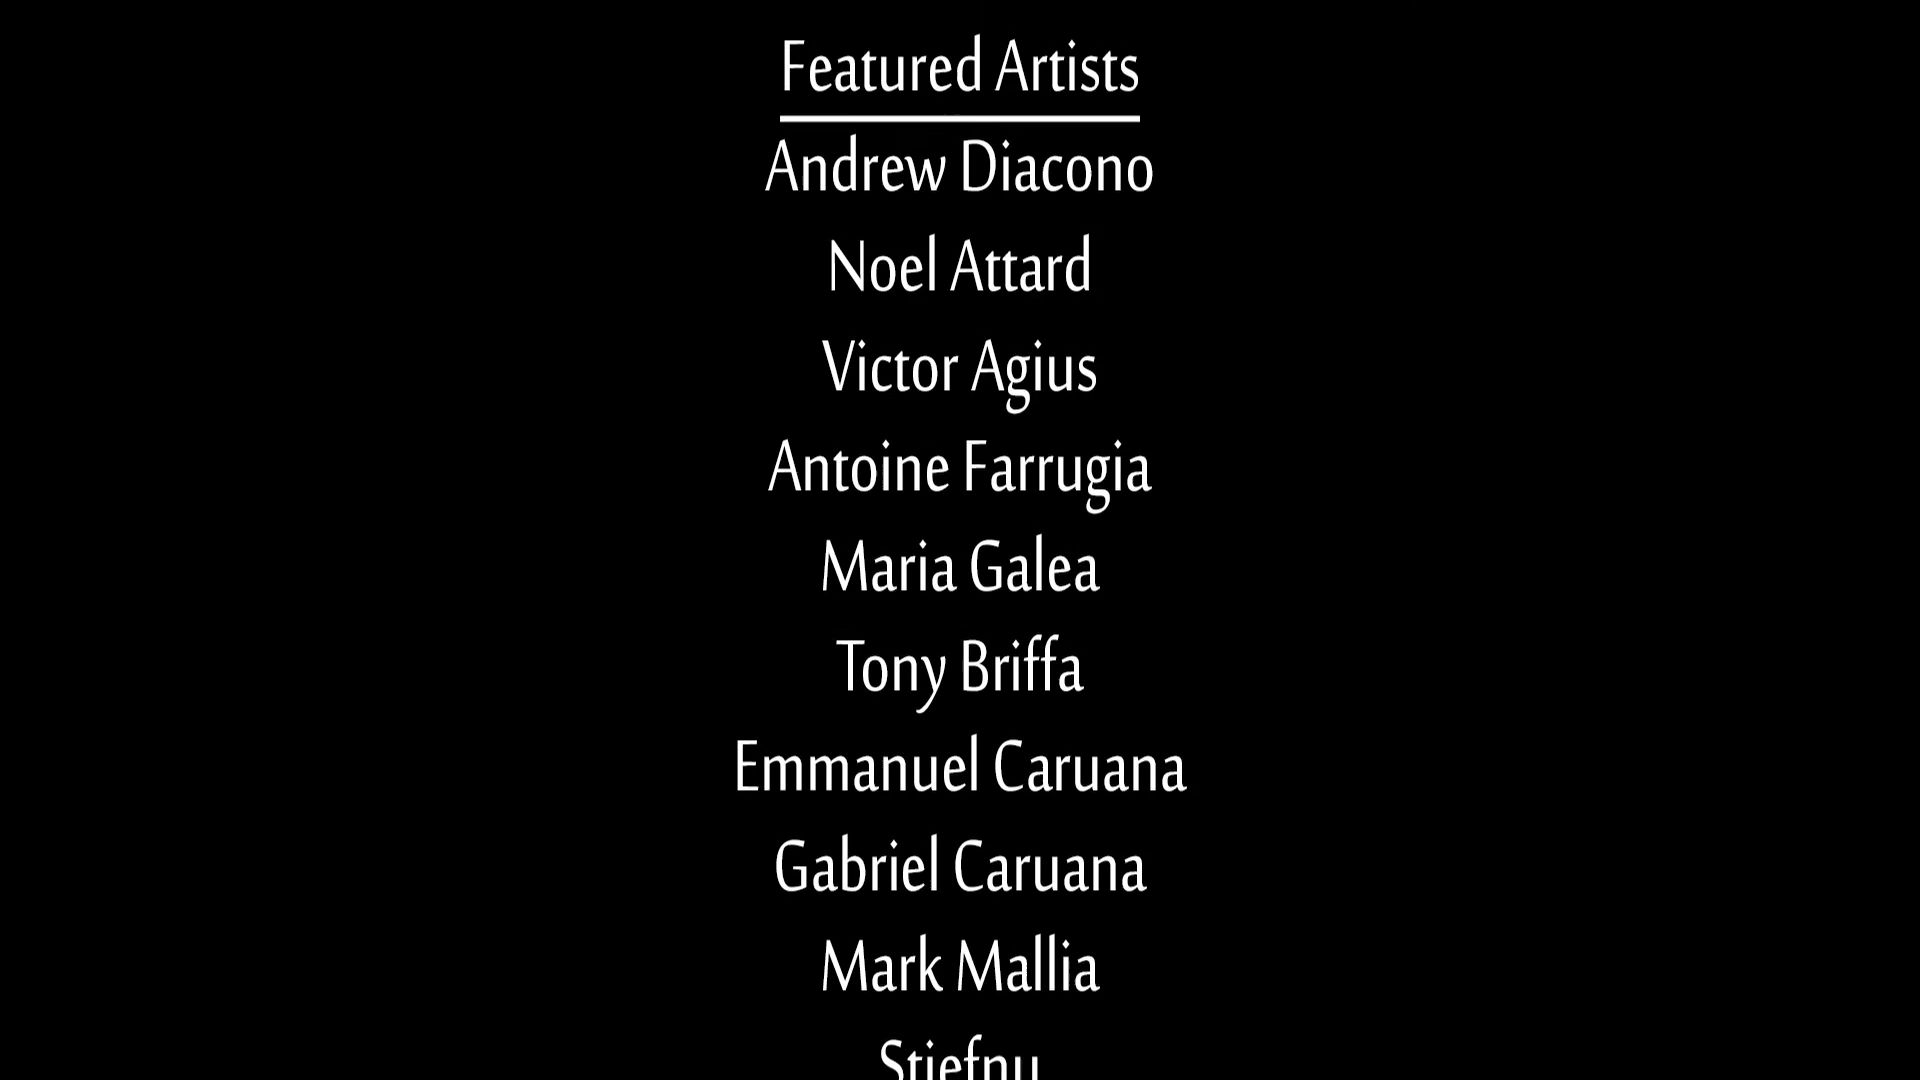 Featured Artists
Andrew Diacono
Noel Attard
Victor Agius
Antoine Farrugia
Maria Galea
Tony Briffa
Emmanuel Caruana
Gabriel Caruana
Mark Mallia